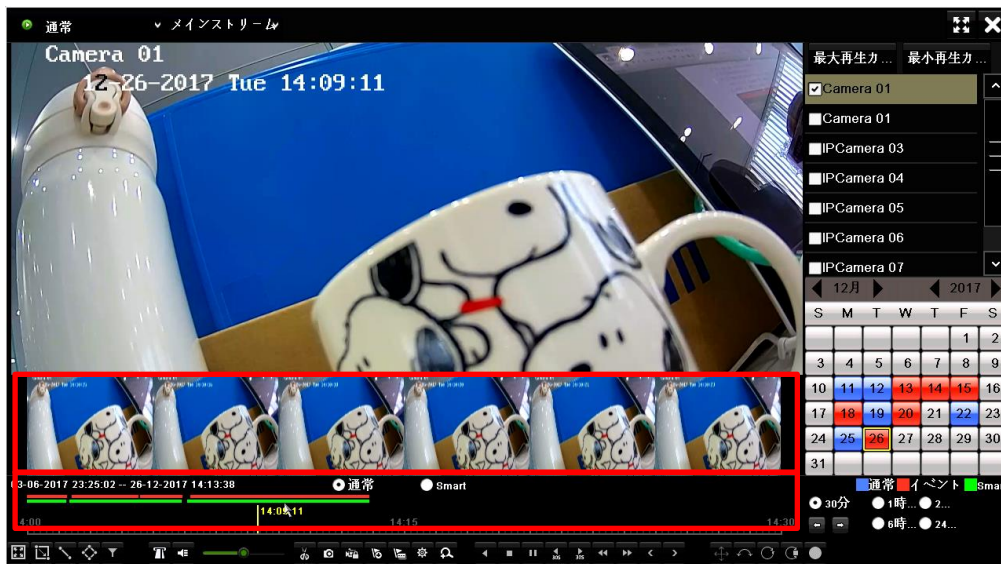 通常 メインストリーム
Camera 01
12-26-2017 Tue 14:09:11
最大再生カ... 最小再生カ...
Camera 01
Camera 01
IPCamera 03
IPCamera 04
IPCamera 05
IPCamera 06
IPCamera 07
12月 2017
S M T W T F S
1 2
3 4 5 6 7 8 9
10 11 12 13 14 15 16
17 18 19 20 21 22 23
24 25 26 27 28 29 30
31
通常 イベント Smar
30分 1時... 2...
6時... 24...
3-06-2017 23:25:02 -- 26-12-2017 14:13:38 通常 Smart
14:09:11
4:00 14:15 14:30
30S 30S